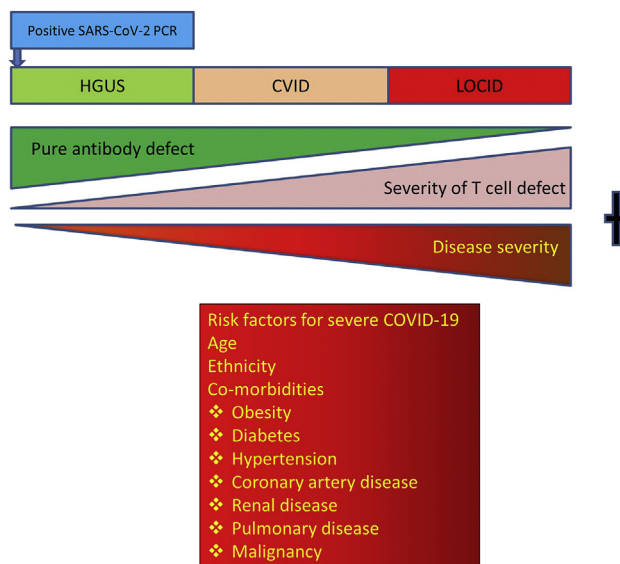 Positive SARS-CoV-2 PCR
HGUS
CVID
LOCID
Pure antibody defect
Severity of T cell defect
Disease severity
Risk factors for severe COVID-19
Age
Ethnicity
Co-morbidities
❖ Obesity
❖ Diabetes
❖ Hypertension
❖ Coronary artery disease
❖ Renal disease
❖ Pulmonary disease
❖ Malignancy